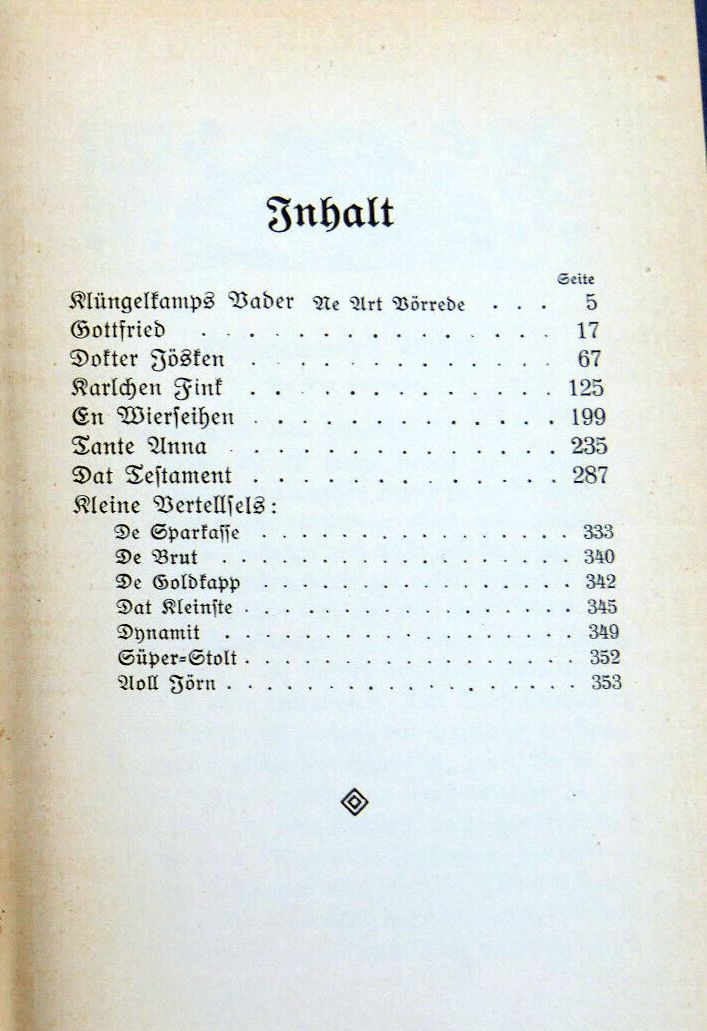 Inhalt
Seite
Klüngelkamps Vader Ne Art Vörrede . . . 5
Gottfried . . . . . . . . . . . . . 17
Dokter Jösken . . . . . . . . . . . 67
Karlchen Fink . . . . . . . . . . . 125
En Wierseihen . . . . . . . . . . . 199
Tante Anna . . . . . . . . . . . . 235
Dat Testament . . . . . . . . . . . 287
Kleine Vertellsels:
De Sparkasse . . . . . . . . . . . . 333
De Brut . . . . . . . . . . . . . . 340
De Goldkapp . . . . . . . . . . . . 342
Dat Kleinste . . . . . . . . . . . . 345
Dynamit . . . . . . . . . . . . . . 349
Süper-Stolt . . . . . . . . . . . . . 352
Aoll Jörn . . . . . . . . . . . . . . 353